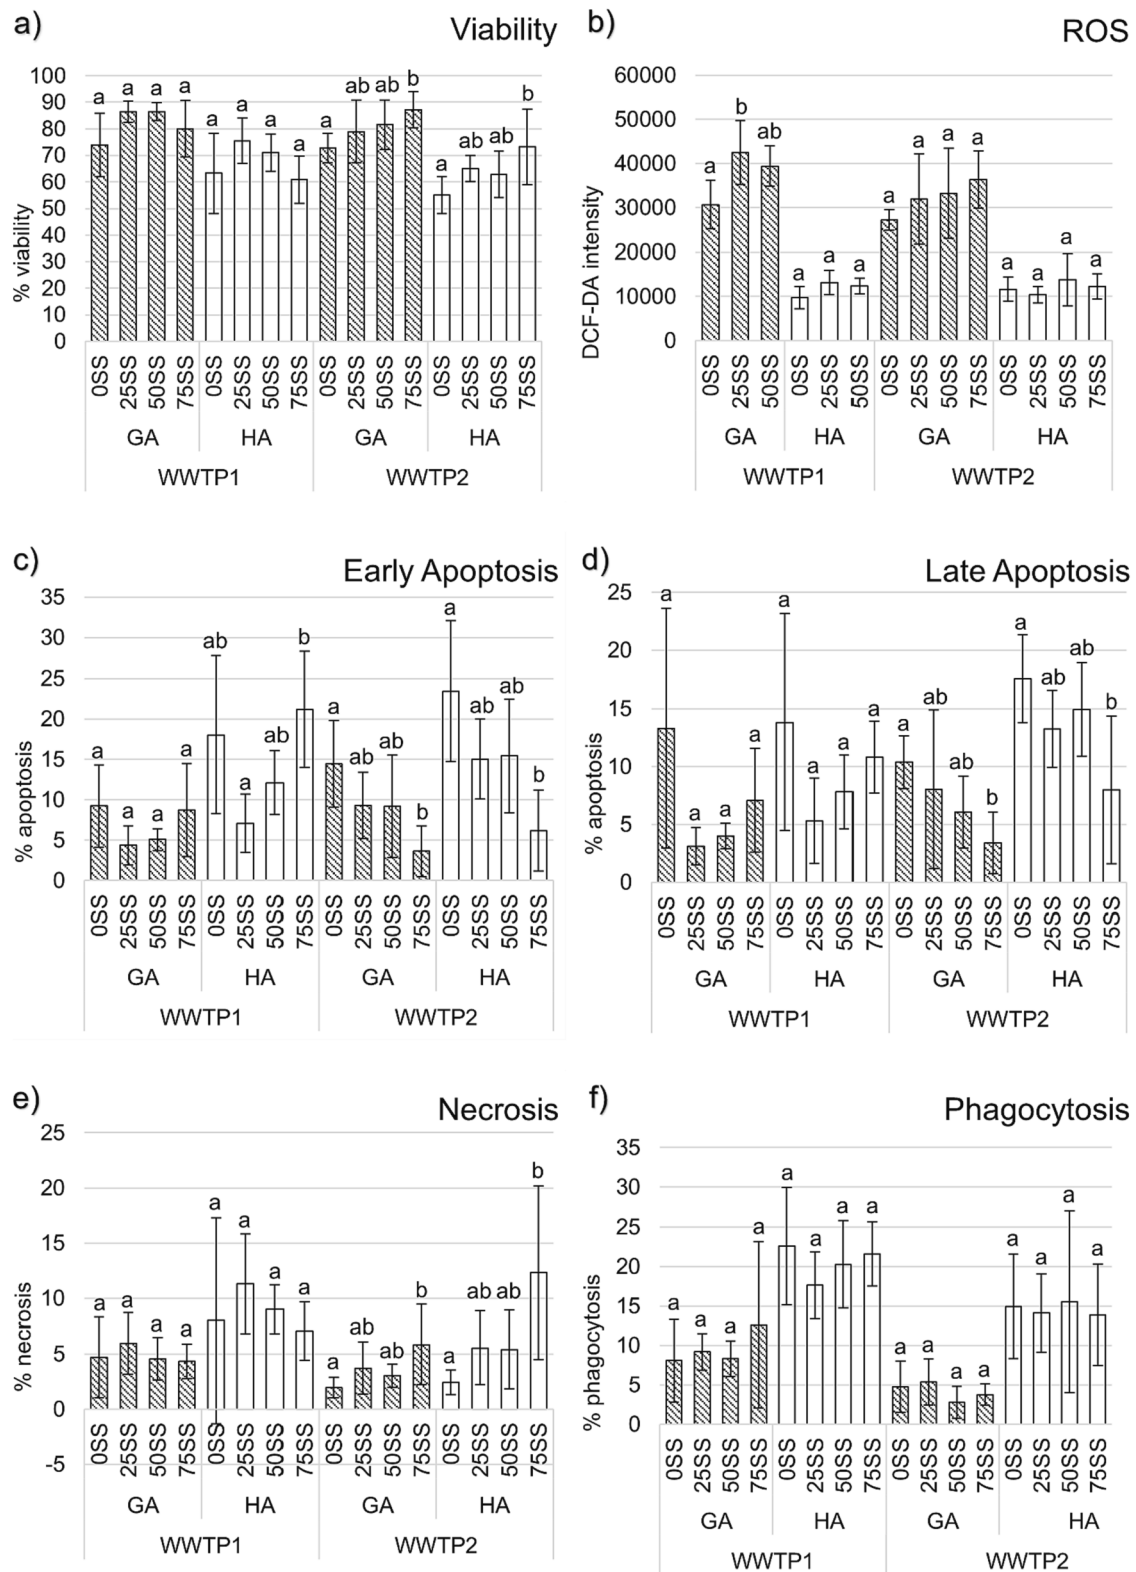 a) Viability
100
90
80
70
60
50
40
30
20
10
0
% viability
a a a a a a a a a ab ab b a ab ab b
0SS 25SS 50SS 75SS 0SS 25SS 50SS 75SS 0SS 25SS 50SS 75SS 0SS 25SS 50SS 75SS
GA HA GA HA
WWTP1 WWTP2
b) ROS
60000
50000
40000
30000
20000
10000
0
DCF-DA intensity
a b ab a a a a a a a a a a a
0SS 25SS 50SS 0SS 25SS 50SS 0SS 25SS 50SS 75SS 0SS 25SS 50SS 75SS
GA HA GA HA
WWTP1 WWTP2
c) Early Apoptosis
35
30
25
20
15
10
5
0
% apoptosis
a a a a ab a ab b a ab ab b a ab ab b
0SS 25SS 50SS 75SS 0SS 25SS 50SS 75SS 0SS 25SS 50SS 75SS 0SS 25SS 50SS 75SS
GA HA GA HA
WWTP1 WWTP2
d) Late Apoptosis
25
20
15
10
5
0
% apoptosis
a a a a a a a a a ab ab b a ab ab b
0SS 25SS 50SS 75SS 0SS 25SS 50SS 75SS 0SS 25SS 50SS 75SS 0SS 25SS 50SS 75SS
GA HA GA HA
WWTP1 WWTP2
e) Necrosis
25
20
15
10
5
0
-5
% necrosis
a a a a a a a a a ab ab b a ab ab b
0SS 25SS 50SS 75SS 0SS 25SS 50SS 75SS 0SS 25SS 50SS 75SS 0SS 25SS 50SS 75SS
GA HA GA HA
WWTP1 WWTP2
f) Phagocytosis
35
30
25
20
15
10
5
0
% phagocytosis
a a a a a a a a a a a a a a a a
0SS 25SS 50SS 75SS 0SS 25SS 50SS 75SS 0SS 25SS 50SS 75SS 0SS 25SS 50SS 75SS
GA HA GA HA
WWTP1 WWTP2